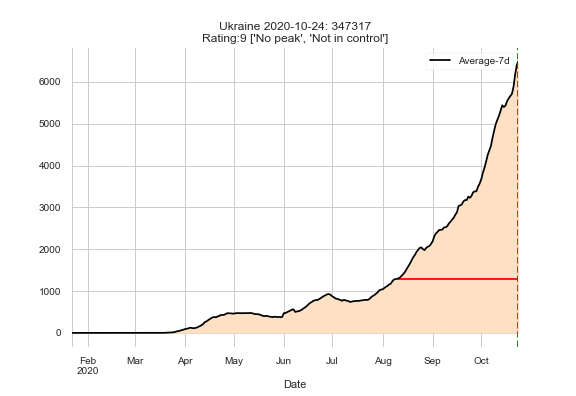 Ukraine 2020-10-24: 347317
Rating:9 ['No peak', 'Not in control']
Average-7d
6000
5000
4000
3000
2000
1000
0
Feb Mar Apr May Jun Jul Aug Sep Oct
2020
Date